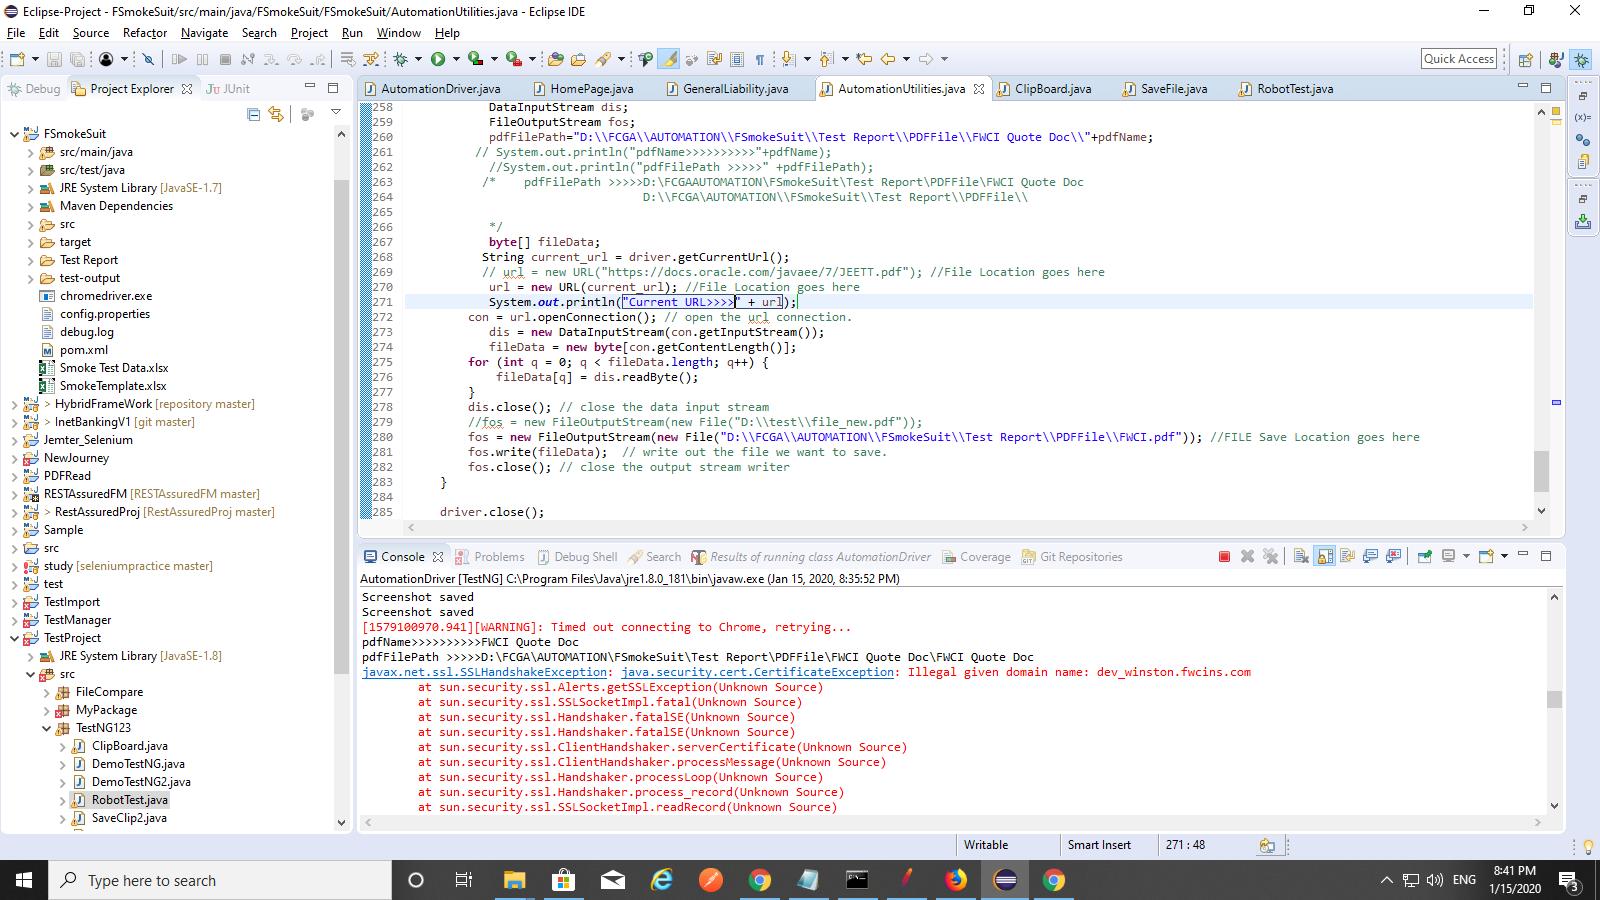 Eclipse-Project - FSmokeSuit/src/main/java/FSmokeSuit/FSmokeSuit/AutomationUtilities.java - Eclipse IDE
File Edit Source Refactor Navigate Search Project Run Window Help
Quick Access
Debug Project Explorer JUnit
AutomationDriver.java HomePage.java GeneralLiability.java AutomationUtilities.java ClipBoard.java SaveFile.java RobotTest.java
FSmokeSuit
src/main/java
src/test/java
JRE System Library [JavaSE-1.7]
Maven Dependencies
src
target
Test Report
test-output
chromedriver.exe
config.properties
debug.log
pom.xml
Smoke Test Data.xlsx
SmokeTemplate.xlsx
> HybridFrameWork [repository master]
> InetBankingV1 [git master]
Jemter_Selenium
NewJourney
PDFRead
RESTAssuredFM [RESTAssuredFM master]
> RestAssuredProj [RestAssuredProj master]
Sample
src
study [seleniumpractice master]
test
TestImport
TestManager
TestProject
JRE System Library [JavaSE-1.8]
src
FileCompare
MyPackage
TestNG123
ClipBoard.java
DemoTestNG.java
DemoTestNG2.java
RobotTest.java
SaveClip2.java
258 DataInputStream dis;
259 FileOutputStream fos;
260 pdfFilePath="D:\\FCGA\\AUTOMATION\\FSmokeSuit\\Test Report\\PDFFile\\FWCI Quote Doc\\"+pdfName;
261 // System.out.println("pdfName>>>>>>>>>>"+pdfName);
262 //System.out.println("pdfFilePath >>>>>" +pdfFilePath);
263 /* pdfFilePath >>>>>D:\FCGAAUTOMATION\FSmokeSuit\Test Report\PDFFile\FWCI Quote Doc
264 D:\\FCGA\AUTOMATION\\FSmokeSuit\\Test Report\\PDFFile\\
265
266 */
267 byte[] fileData;
268 String current_url = driver.getCurrentUrl();
269 // url = new URL("https://docs.oracle.com/javaee/7/JEETT.pdf"); //File Location goes here
270 url = new URL(current_url); //File Location goes here
271 System.out.println("Current URL>>>>" + url);
272 con = url.openConnection(); // open the url connection.
273 dis = new DataInputStream(con.getInputStream());
274 fileData = new byte[con.getContentLength()];
275 for (int q = 0; q < fileData.length; q++) {
276 fileData[q] = dis.readByte();
277 }
278 dis.close(); // close the data input stream
279 //fos = new FileOutputStream(new File("D:\\test\\file_new.pdf"));
280 fos = new FileOutputStream(new File("D:\\FCGA\\AUTOMATION\\FSmokeSuit\\Test Report\\PDFFile\\FWCI.pdf")); //FILE Save Location goes here
281 fos.write(fileData); // write out the file we want to save.
282 fos.close(); // close the output stream writer
283 }
284
285 driver.close();
Console Problems Debug Shell Search Results of running class AutomationDriver Coverage Git Repositories
AutomationDriver [TestNG] C:\Program Files\Java\jre1.8.0_181\bin\javaw.exe (Jan 15, 2020, 8:35:52 PM)
Screenshot saved
Screenshot saved
[1579100970.941][WARNING]: Timed out connecting to Chrome, retrying...
pdfName>>>>>>>>>>FWCI Quote Doc
pdfFilePath >>>>>D:\FCGA\AUTOMATION\FSmokeSuit\Test Report\PDFFile\FWCI Quote Doc\FWCI Quote Doc
javax.net.ssl.SSLHandshakeException: java.security.cert.CertificateException: Illegal given domain name: dev_winston.fwcins.com
at sun.security.ssl.Alerts.getSSLException(Unknown Source)
at sun.security.ssl.SSLSocketImpl.fatal(Unknown Source)
at sun.security.ssl.Handshaker.fatalSE(Unknown Source)
at sun.security.ssl.Handshaker.fatalSE(Unknown Source)
at sun.security.ssl.ClientHandshaker.serverCertificate(Unknown Source)
at sun.security.ssl.ClientHandshaker.processMessage(Unknown Source)
at sun.security.ssl.Handshaker.processLoop(Unknown Source)
at sun.security.ssl.Handshaker.process_record(Unknown Source)
at sun.security.ssl.SSLSocketImpl.readRecord(Unknown Source)
Writable Smart Insert 271 : 48
Type here to search
ENG
8:41 PM
1/15/2020
3